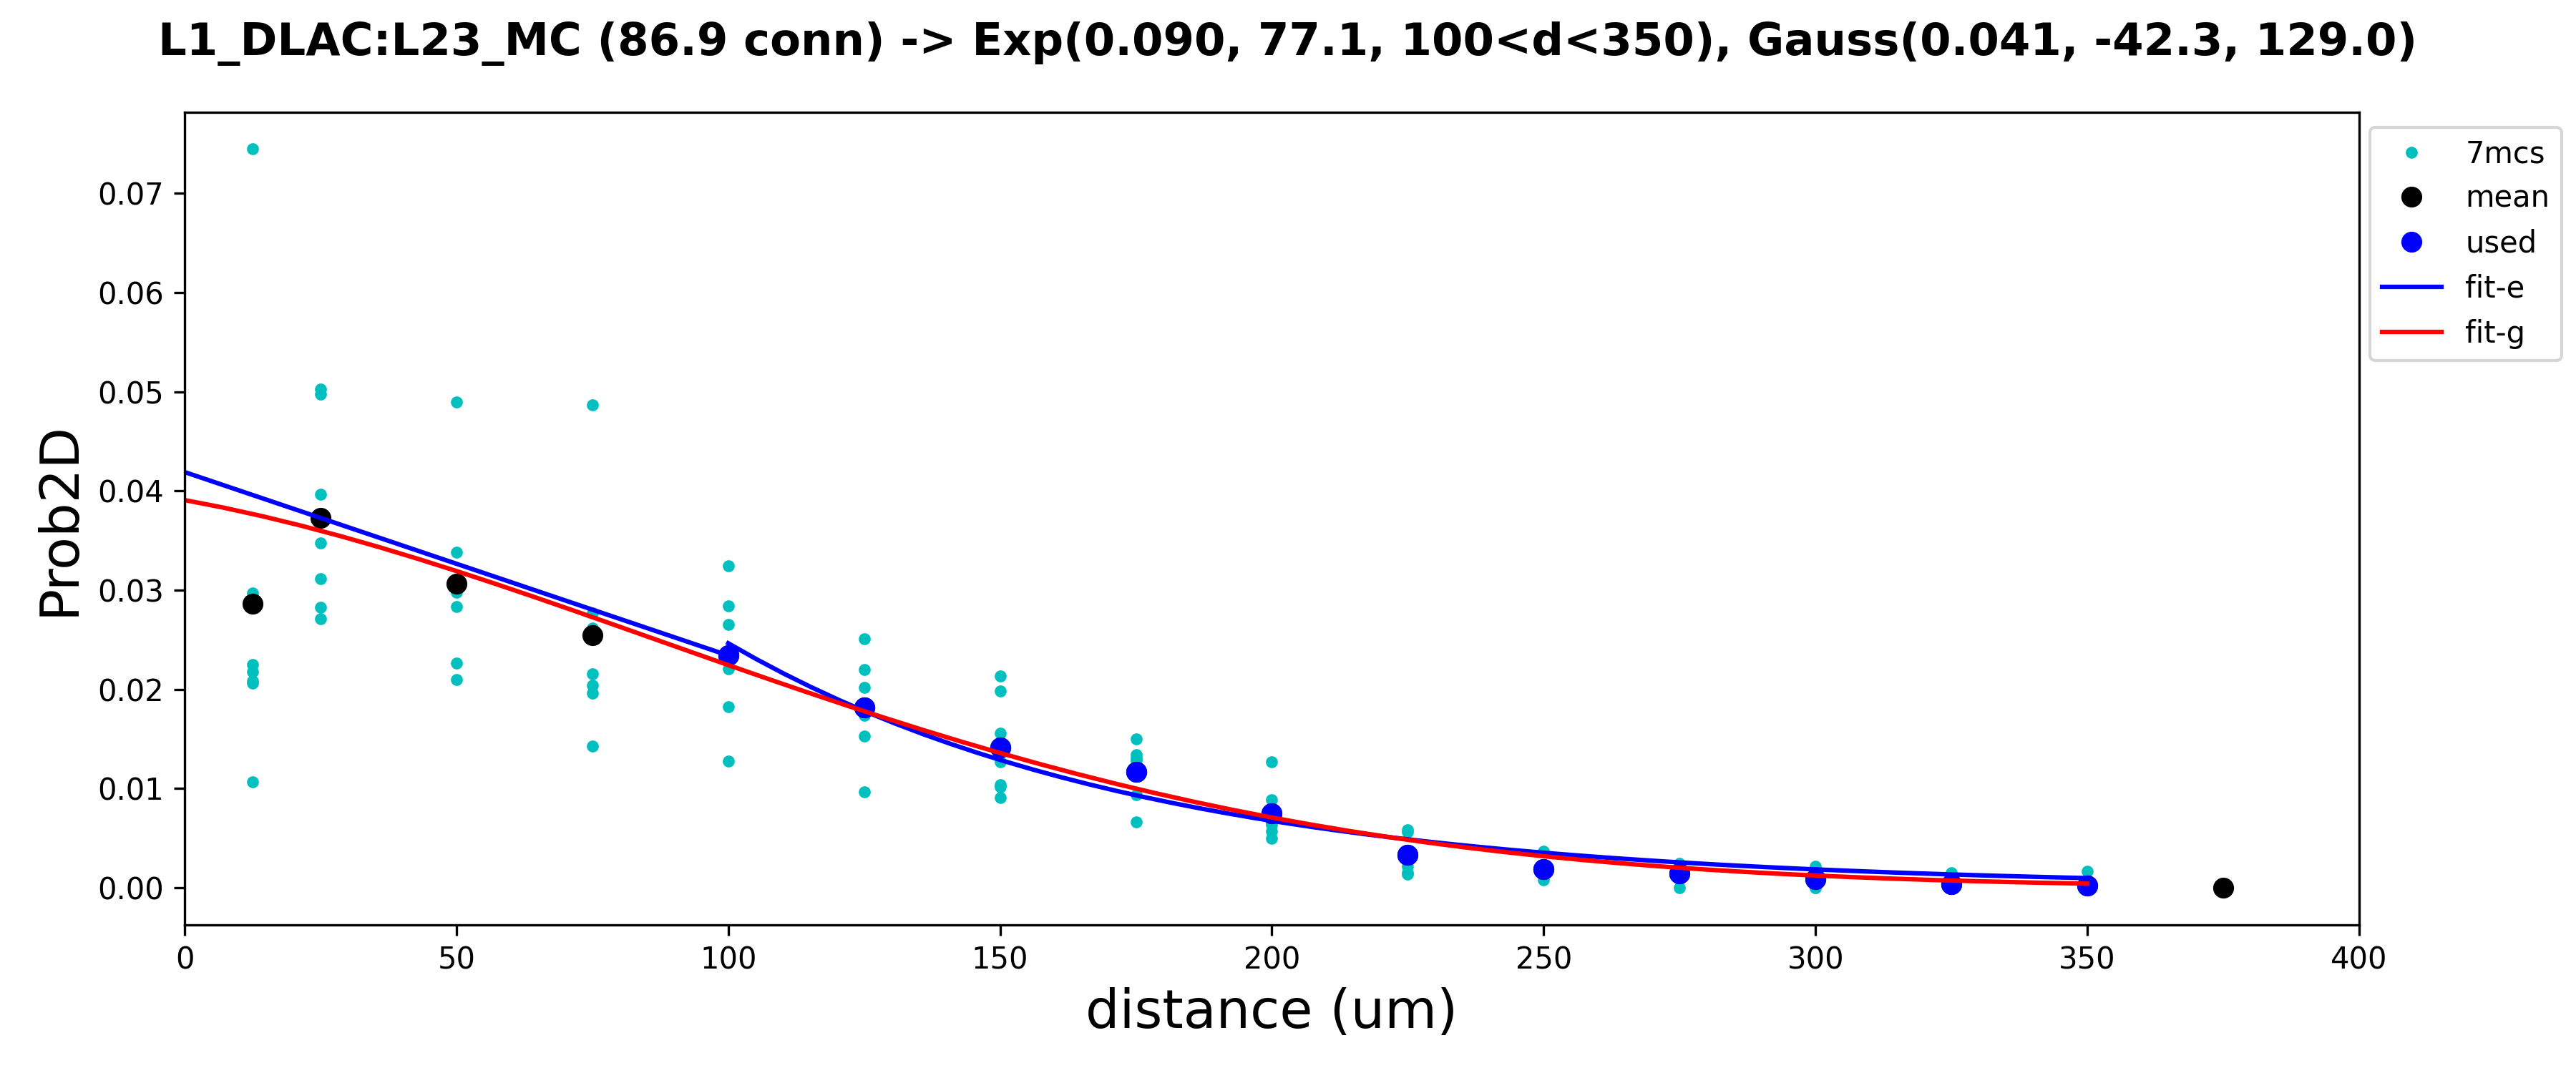 L1_DLAC:L23_MC (86.9 conn) -> Exp(0.090, 77.1, 100<d<350), Gauss(0.041, -42.3, 129.0)
7mcs
mean
used
fit-e
fit-g
Prob2D
0.07
0.06
0.05
0.04
0.03
0.02
0.01
0.00
0 50 100 150 200 250 300 350 400
distance (um)